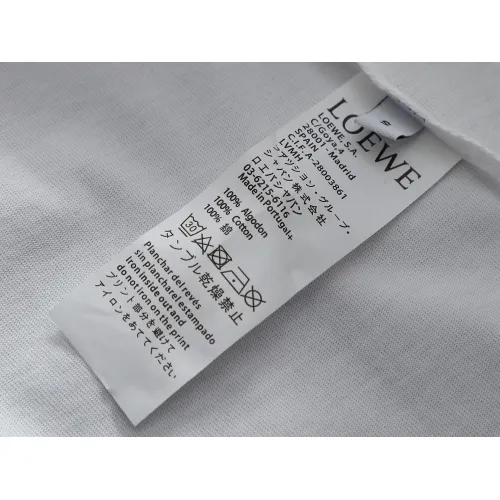 LOEWE
LOEWE S.A.
C/Goya,4
28001-Madrid
SPAIN
C.I.F.A-28003861
LVMH
ファッション・グループ・
ジャパン株式会社
ロエベジャパン
03-6215-6116
Made in Portugal+
100% Algodon
100% Cotton
100% 綿
30
タンブル乾燥禁止
Planchar del revés
sin planchar el estampado
Iron inside out and
do not iron on the print
プリント部分を避けて
アイロンをあててください